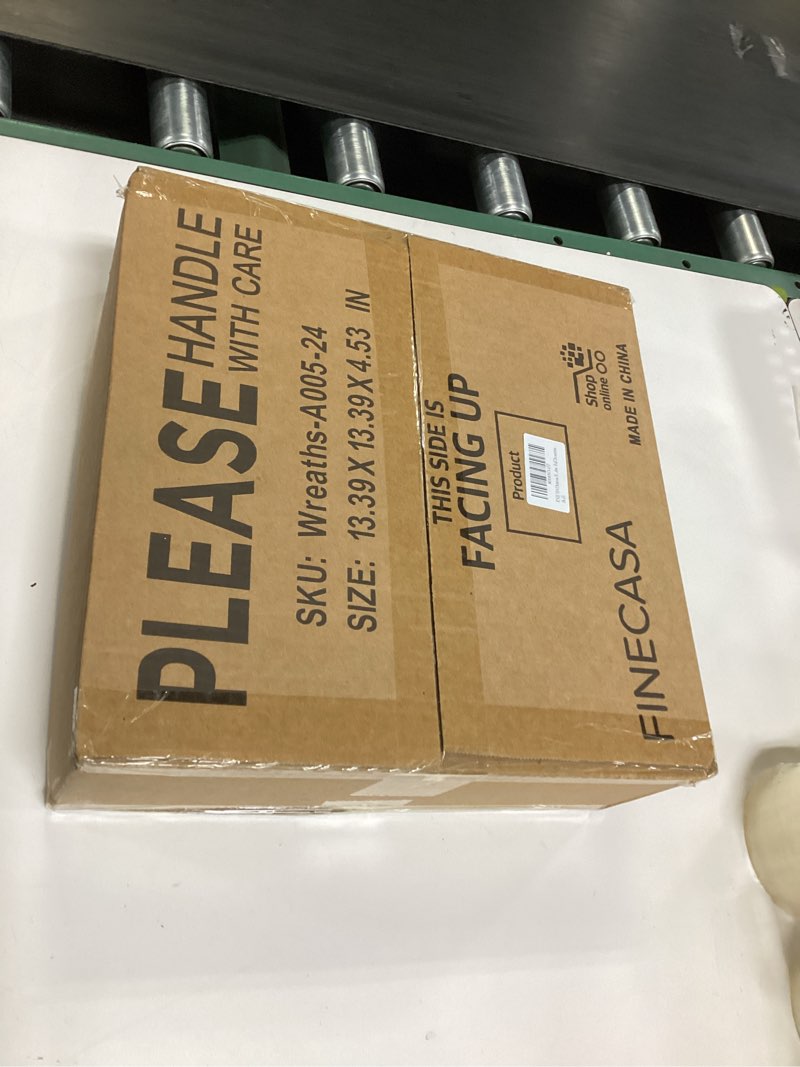 PLEASE HANDLE
WITH CARE
SKU: Wreaths-A005-24
SIZE: 13.39 X 13.39 X 4.53 IN
THIS SIDE IS
FACING UP
Product
Shop
online
MADE IN CHINA
FINECASA